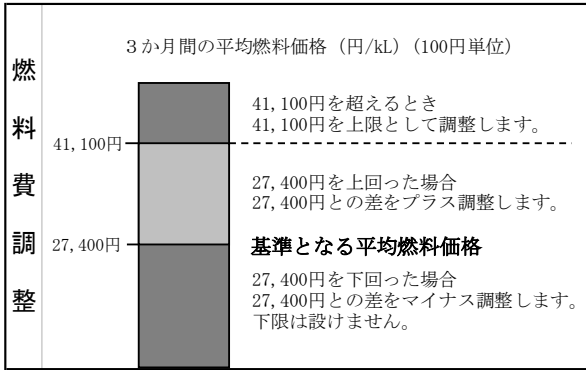 燃料費調整
3か月間の平均燃料価格(円/kL)(100円単位)
41,100円を超えるとき
41,100円を上限として調整します。
41,100円
27,400円を上回った場合
27,400円との差をプラス調整します。
27,400円
基準となる平均燃料価格
27,400円を下回った場合
27,400円との差をマイナス調整します。
下限は設けません。